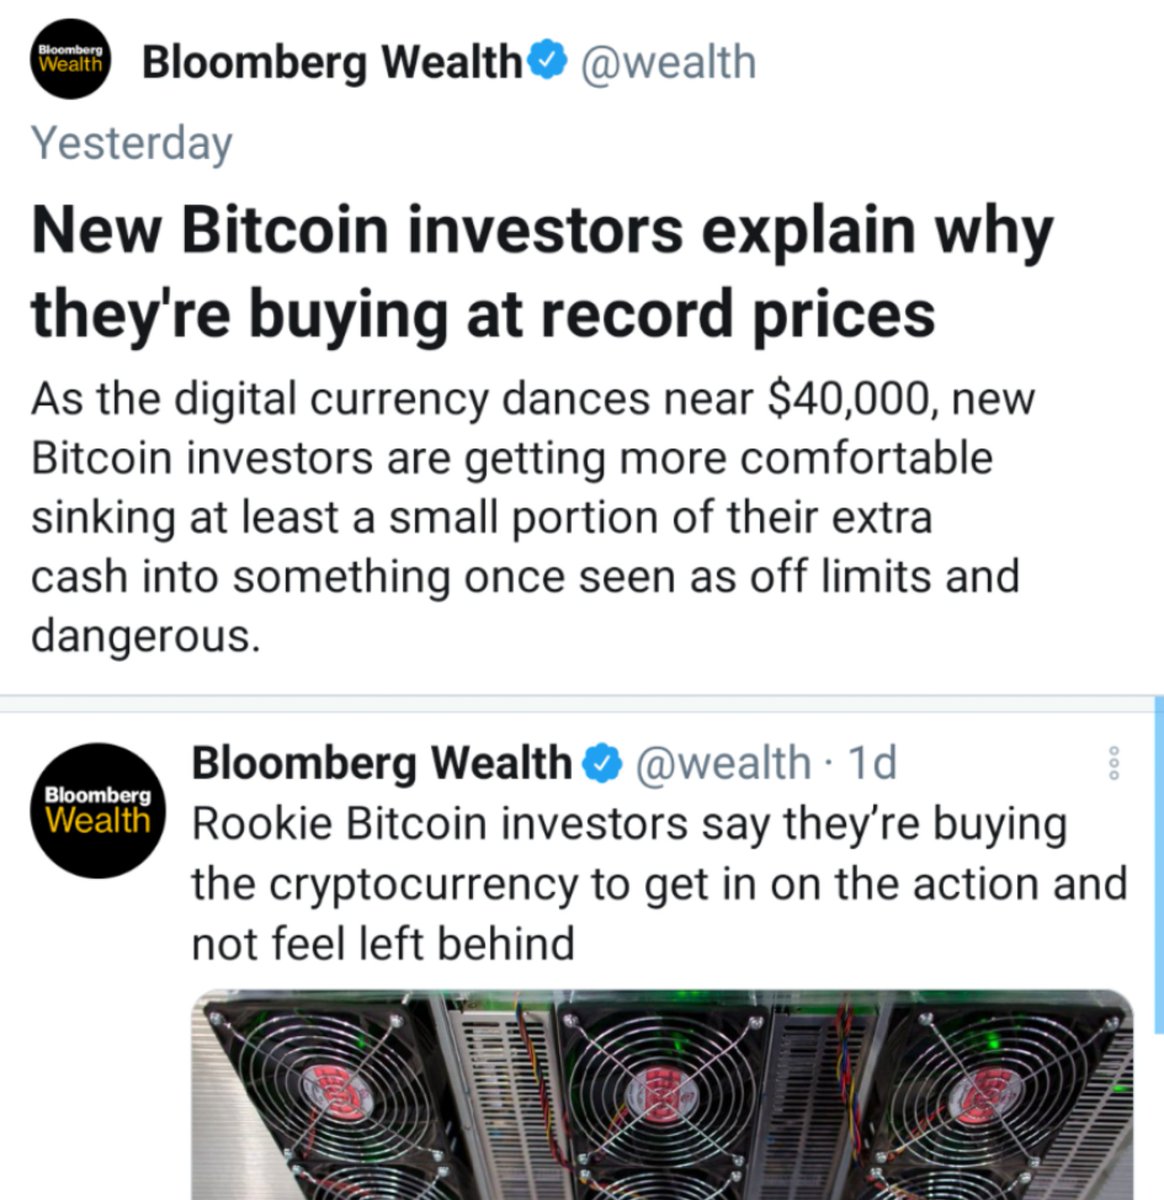 Bloomberg
Wealth
Bloomberg Wealth @wealth
Yesterday
New Bitcoin investors explain why
they're buying at record prices
As the digital currency dances near $40,000, new
Bitcoin investors are getting more comfortable
sinking at least a small portion of their extra
cash into something once seen as off limits and
dangerous.
Bloomberg
Wealth
Bloomberg Wealth @wealth · 1d
Rookie Bitcoin investors say they’re buying
the cryptocurrency to get in on the action and
not feel left behind